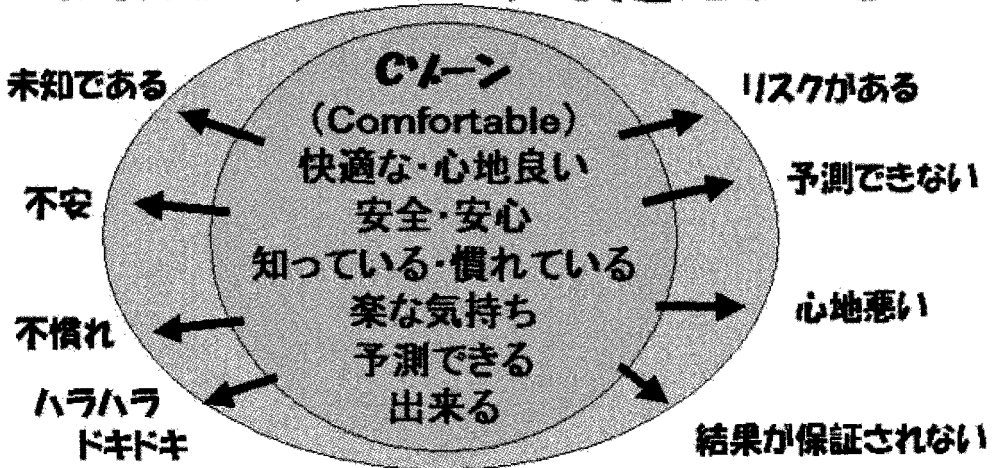 Cゾーン
(Comfortable)
快適な・心地良い
安全・安心
知っている・慣れている
楽な気持ち
予測できる
出来る
未知である
不安
不慣れ
ハラハラ
ドキドキ
リスクがある
予測できない
心地悪い
結果が保証されない